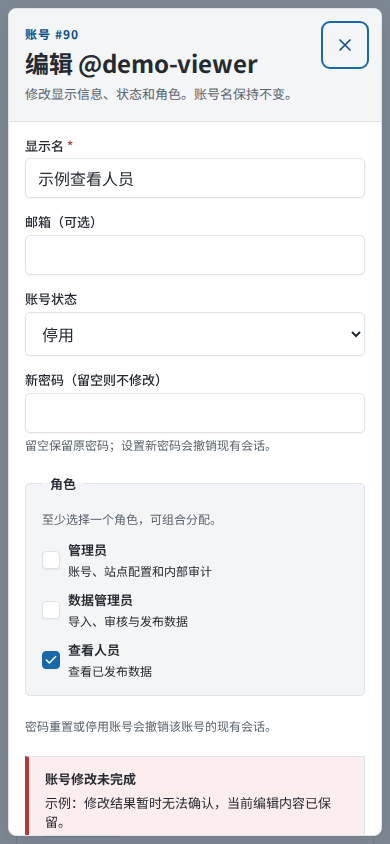 账号 #90
编辑 @demo-viewer
修改显示信息、状态和角色。账号名保持不变。
显示名 *
示例查看人员
邮箱（可选）
账号状态
停用
新密码（留空则不修改）
留空保留原密码；设置新密码会撤销现有会话。
角色
至少选择一个角色，可组合分配。
管理员
账号、站点配置和内部审计
数据管理员
导入、审核与发布数据
查看人员
查看已发布数据
密码重置或停用账号会撤销该账号的现有会话。
账号修改未完成
示例：修改结果暂时无法确认，当前编辑内容已保
留。